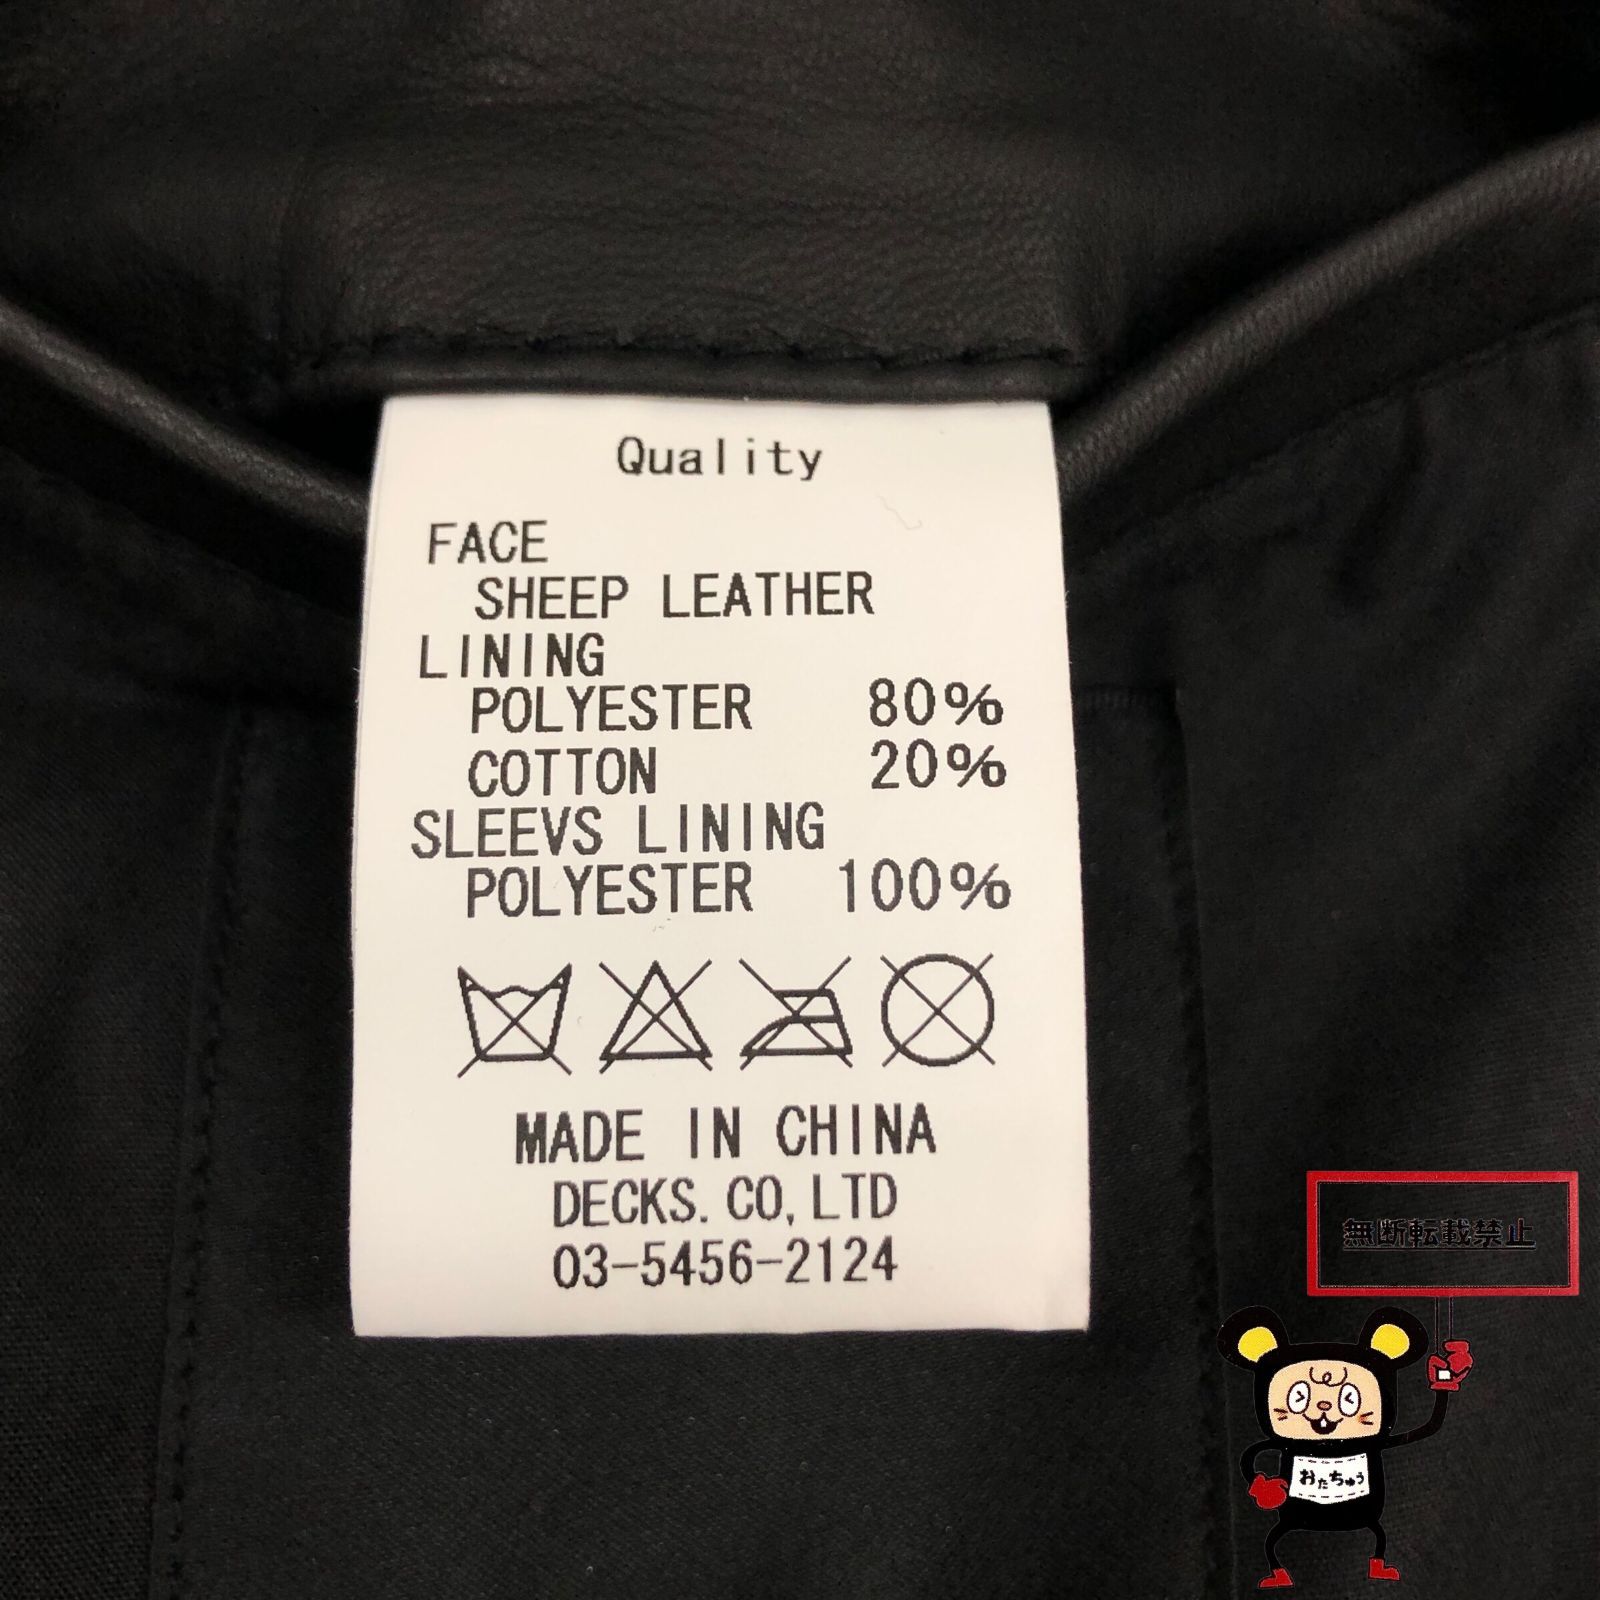 Quality
FACE
SHEEP LEATHER
LINING
POLYESTER 80%
COTTON 20%
SLEEVS LINING
POLYESTER 100%
MADE IN CHINA
DECKS. CO, LTD
03-5456-2124
無断転載禁止
おたちゅう